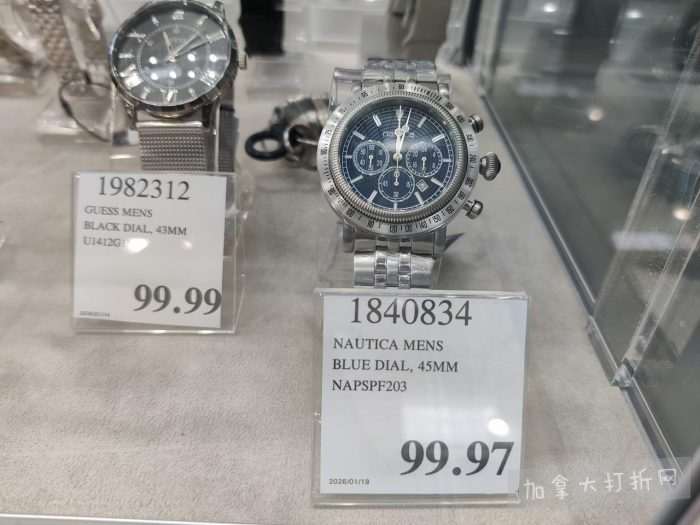 1982312
GUESS MENS
BLACK DIAL, 43MM
U1412G
99.99
1840834
NAUTICA MENS
BLUE DIAL, 45MM
NAPSPF203
99.97
2026/01/19
加拿大打折网